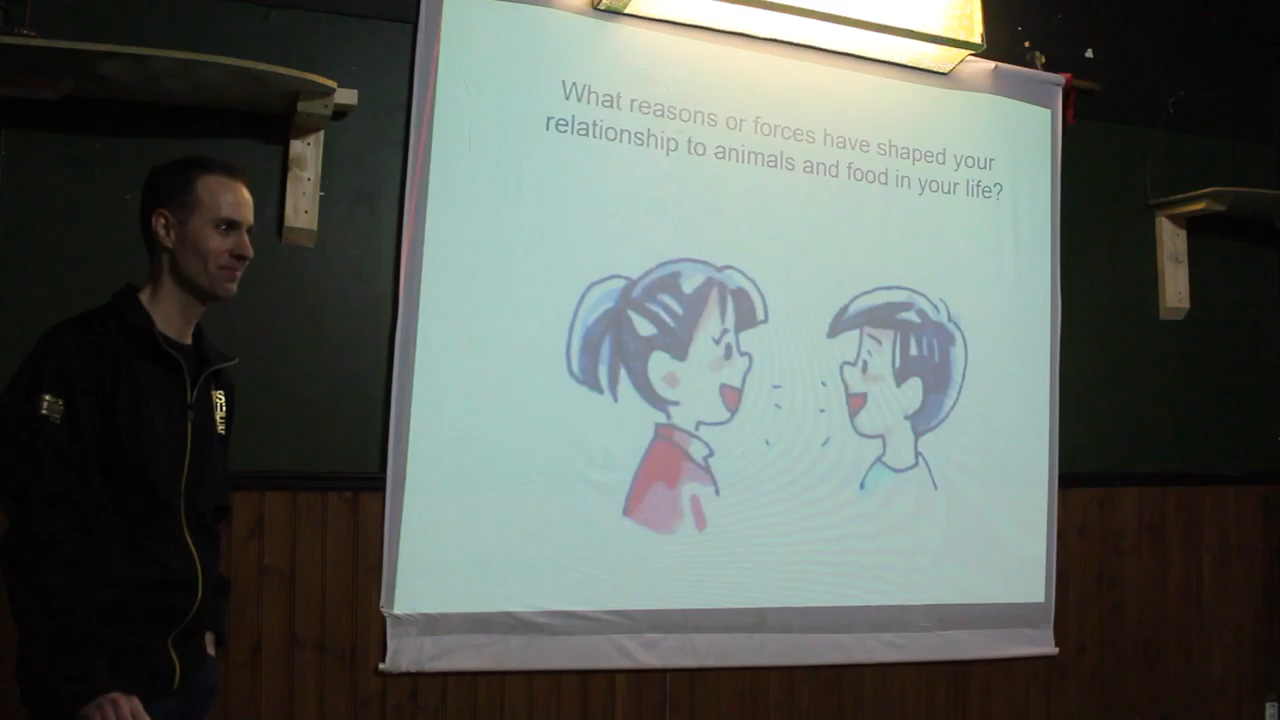 What reasons or forces have shaped your
relationship to animals and food in your life?